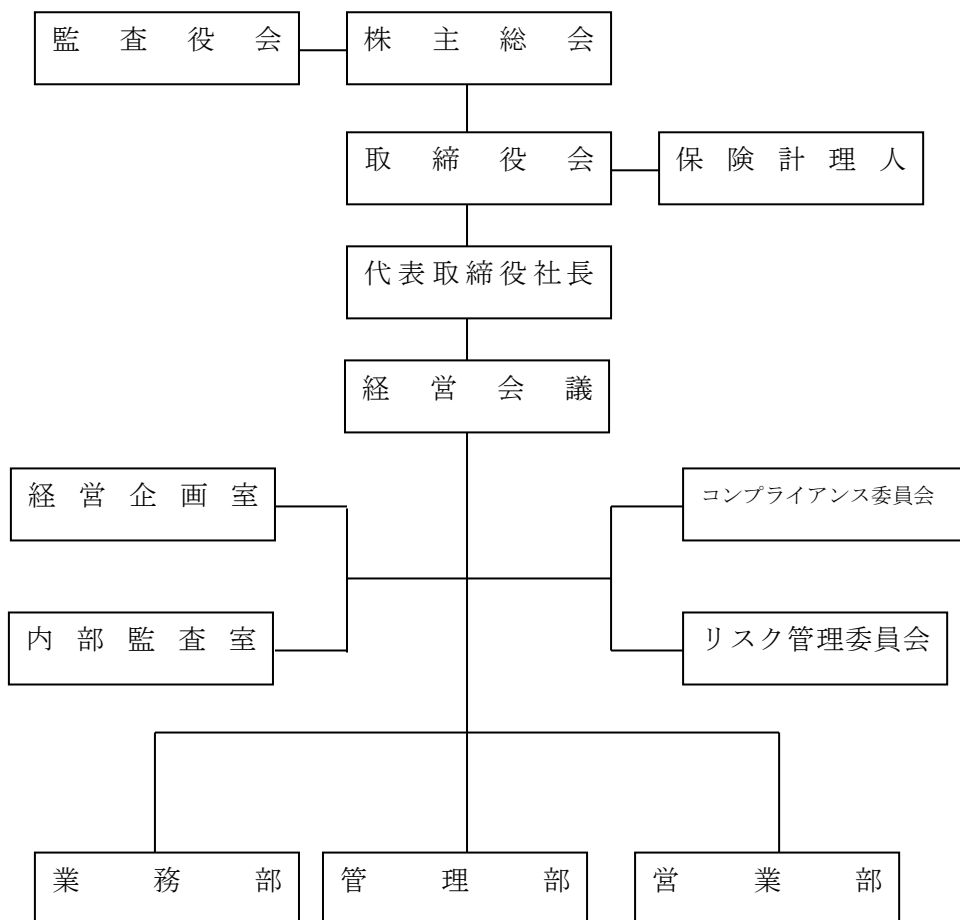 監査役会
株主総会
取締役会
保険計理人
代表取締役社長
経営会議
経営企画室
コンプライアンス委員会
内部監査室
リスク管理委員会
業務部
管理部
営業部